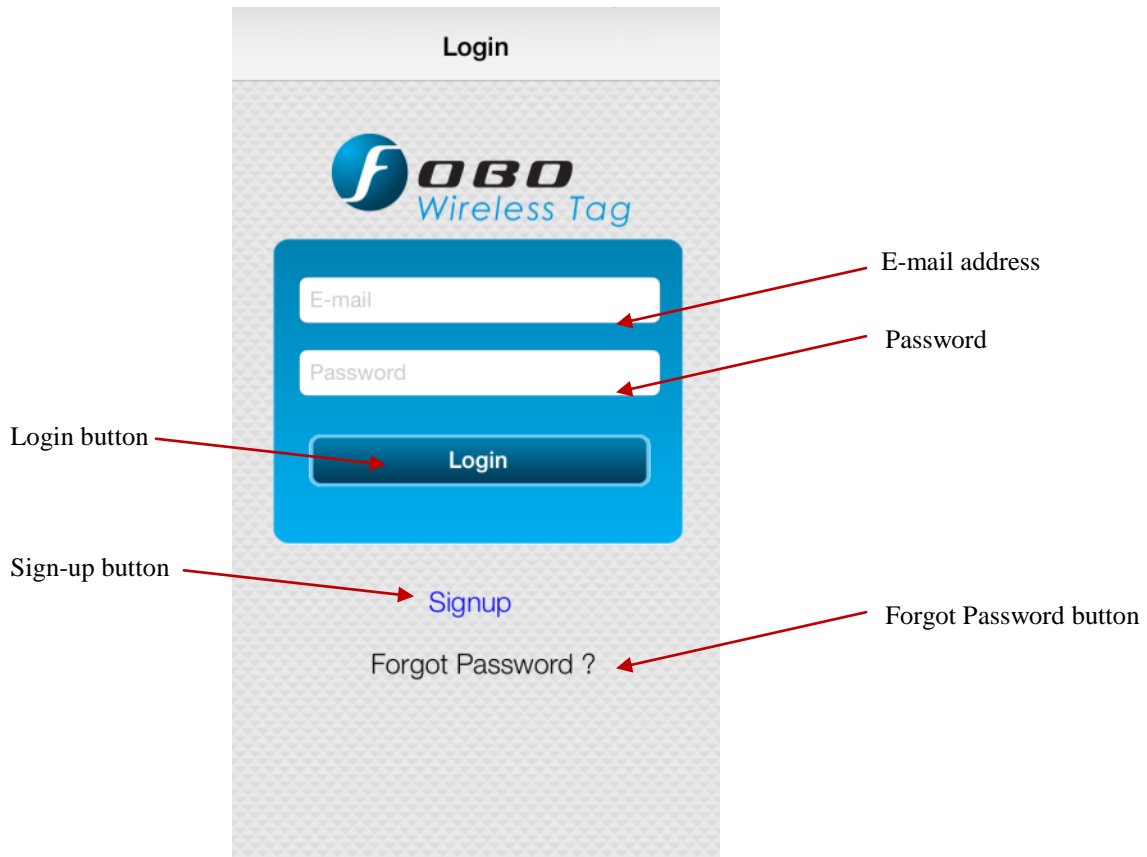 Login
FOBO
Wireless Tag
E-mail address
E-mail
Password
Password
Login button
Login
Sign-up button
Signup
Forgot Password button
Forgot Password ?